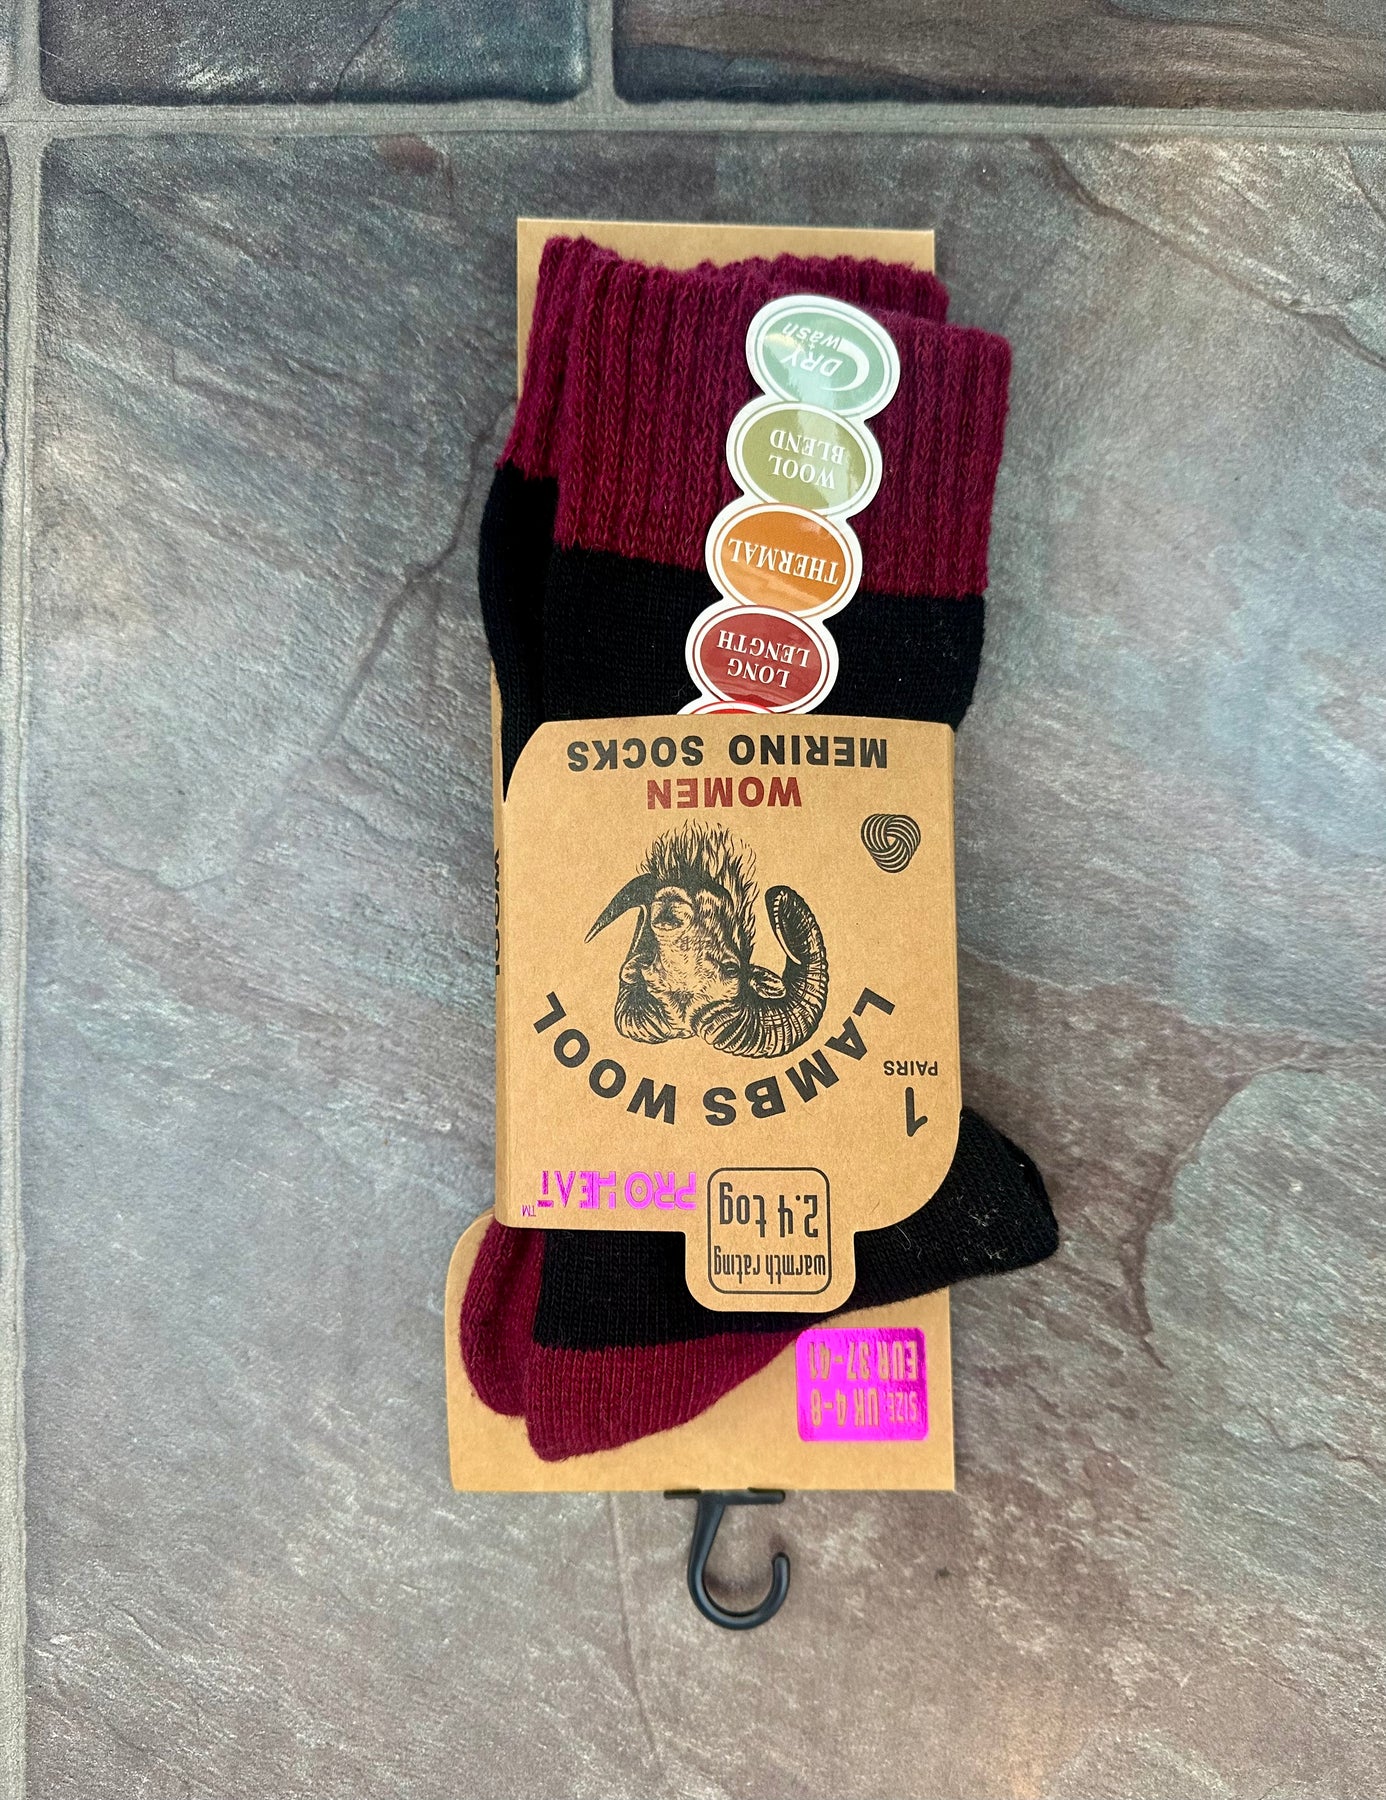 SIZE: UK 4-8
EUR 37-41
warmth rating
2.4 tog
PRO HEAT™
1
PAIRS
LAMBS WOOL
WOMEN
MERINO SOCKS
LONG
LENGTH
THERMAL
WOOL
BLEND
DRY
wash